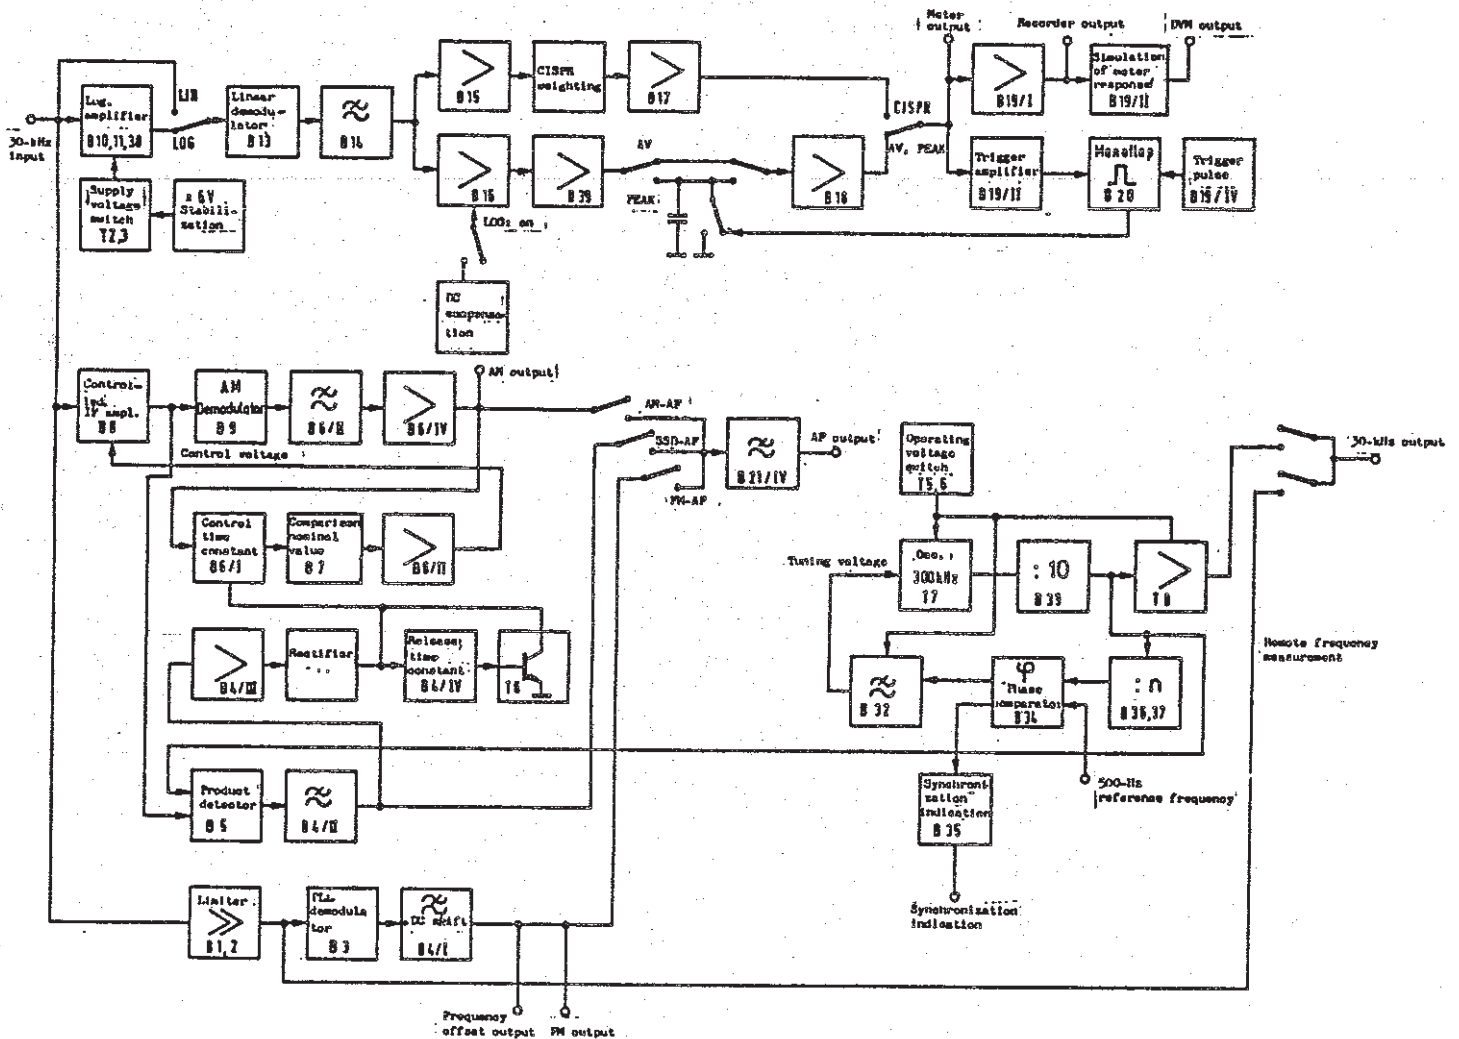 Meter
output
Recorder output
DVM output
30-kHz
input
Log.
amplifier
B10,11,38
LIN
LOG
Linear
demodu-
lator
B13
B14
B15
CISPR
weighting
B17
CISPR
AV, PEAK
B19/I
Simulation
of meter
response
B19/II
Supply
voltage
switch
T2,3
± 6V
Stabili-
zation
B16
B39
AV
PEAK
B18
Trigger
amplifier
B19/II
Monoflop
B20
Trigger
pulse
B19/IV
LOG: on
DC
tion
AM output
Control-
led
IF ampl.
B8
AM
Demodulator
B9
B6/II
B6/IV
Control voltage
AM-AF
SSB-AF
FM-AF
B21/IV
AF output
Operating
voltage
switch
T5,6
30-kHz output
Control
time
constant
B6/I
Comparison
nominal
value
B7
B6/II
Tuning voltage
Osc.
300kHz
T7
: 10
B39
T8
B4/III
Rectifier
Release
time
constant
B4/IV
T6
B32
φ
Phase
comparator
B34
: n
B36,37
Remote frequency
measurement
Product
detector
B5
B4/II
Synchroni-
zation
indication
B35
500-Hz
reference frequency
Synchronization
indication
Limiter
B1,2
PLL
demodula
tor
B3
DC shift
B4/I
Frequency
offset output
FM output